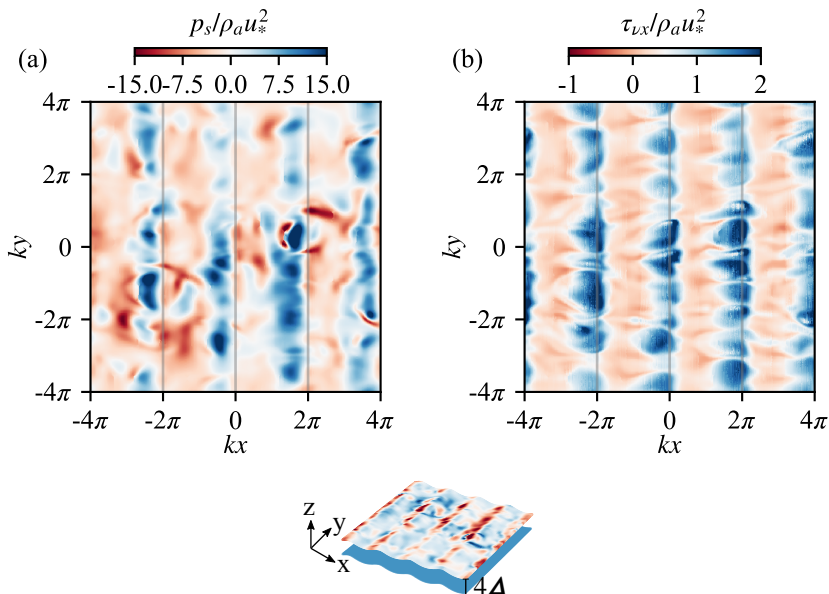 p_s/ρ_a u_*^2
τ_νx/ρ_a u_*^2
(a)
(b)
-15.0 -7.5 0.0 7.5 15.0
-1 0 1 2
4π
2π
0
-2π
-4π
ky
-4π -2π 0 2π 4π
kx
4π
2π
0
-2π
-4π
ky
-4π -2π 0 2π 4π
kx
z
y
x
4Δ